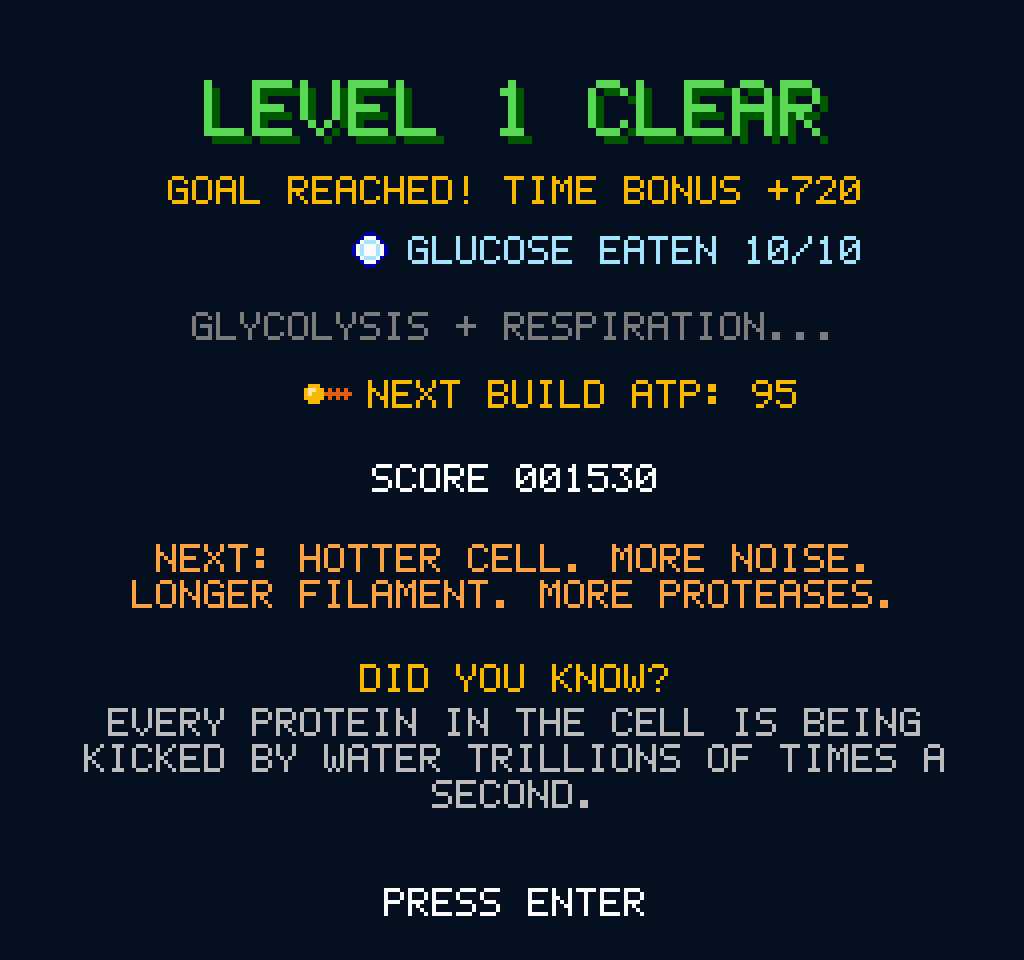 LEVEL 1 CLEAR
GOAL REACHED! TIME BONUS +720
GLUCOSE EATEN 10/10
GLYCOLYSIS + RESPIRATION...
NEXT BUILD ATP: 95
SCORE 001530
NEXT: HOTTER CELL. MORE NOISE.
LONGER FILAMENT. MORE PROTEASES.
DID YOU KNOW?
EVERY PROTEIN IN THE CELL IS BEING
KICKED BY WATER TRILLIONS OF TIMES A
SECOND.
PRESS ENTER